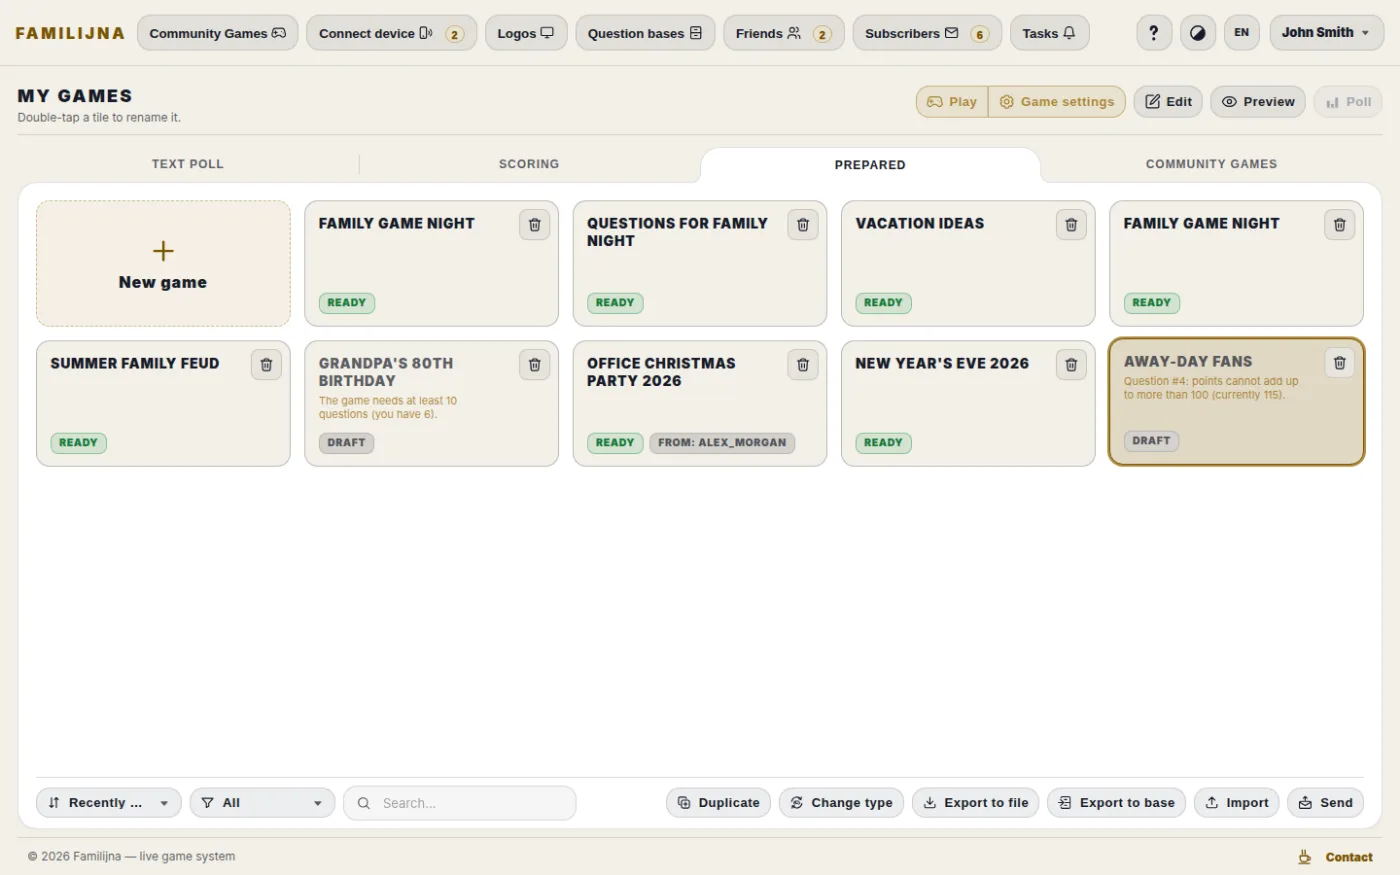 FAMILIJNA
Community Games
Connect device 2
Logos
Question bases
Friends 2
Subscribers 6
Tasks
?
EN
John Smith
MY GAMES
Double-tap a tile to rename it.
Play
Game settings
Edit
Preview
Poll
TEXT POLL
SCORING
PREPARED
COMMUNITY GAMES
New game
FAMILY GAME NIGHT
READY
QUESTIONS FOR FAMILY
NIGHT
READY
VACATION IDEAS
READY
FAMILY GAME NIGHT
READY
SUMMER FAMILY FEUD
READY
GRANDPA'S 80TH
BIRTHDAY
The game needs at least 10
questions (you have 6).
DRAFT
OFFICE CHRISTMAS
PARTY 2026
READY
FROM: ALEX_MORGAN
NEW YEAR'S EVE 2026
READY
AWAY-DAY FANS
Question #4: points cannot add up
to more than 100 (currently 115).
DRAFT
Recently ...
All
Search...
Duplicate
Change type
Export to file
Export to base
Import
Send
© 2026 Familijna — live game system
Contact